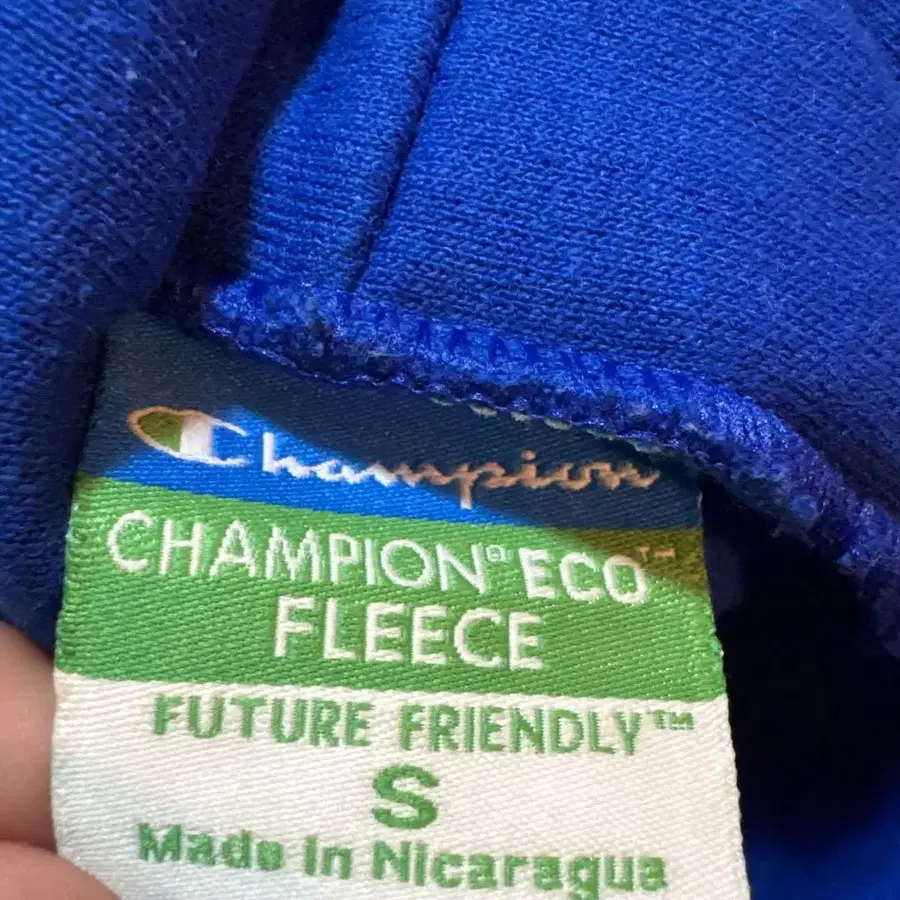 Champion
CHAMPION® ECO™
FLEECE
FUTURE FRIENDLY™
S
Made In Nicaragua